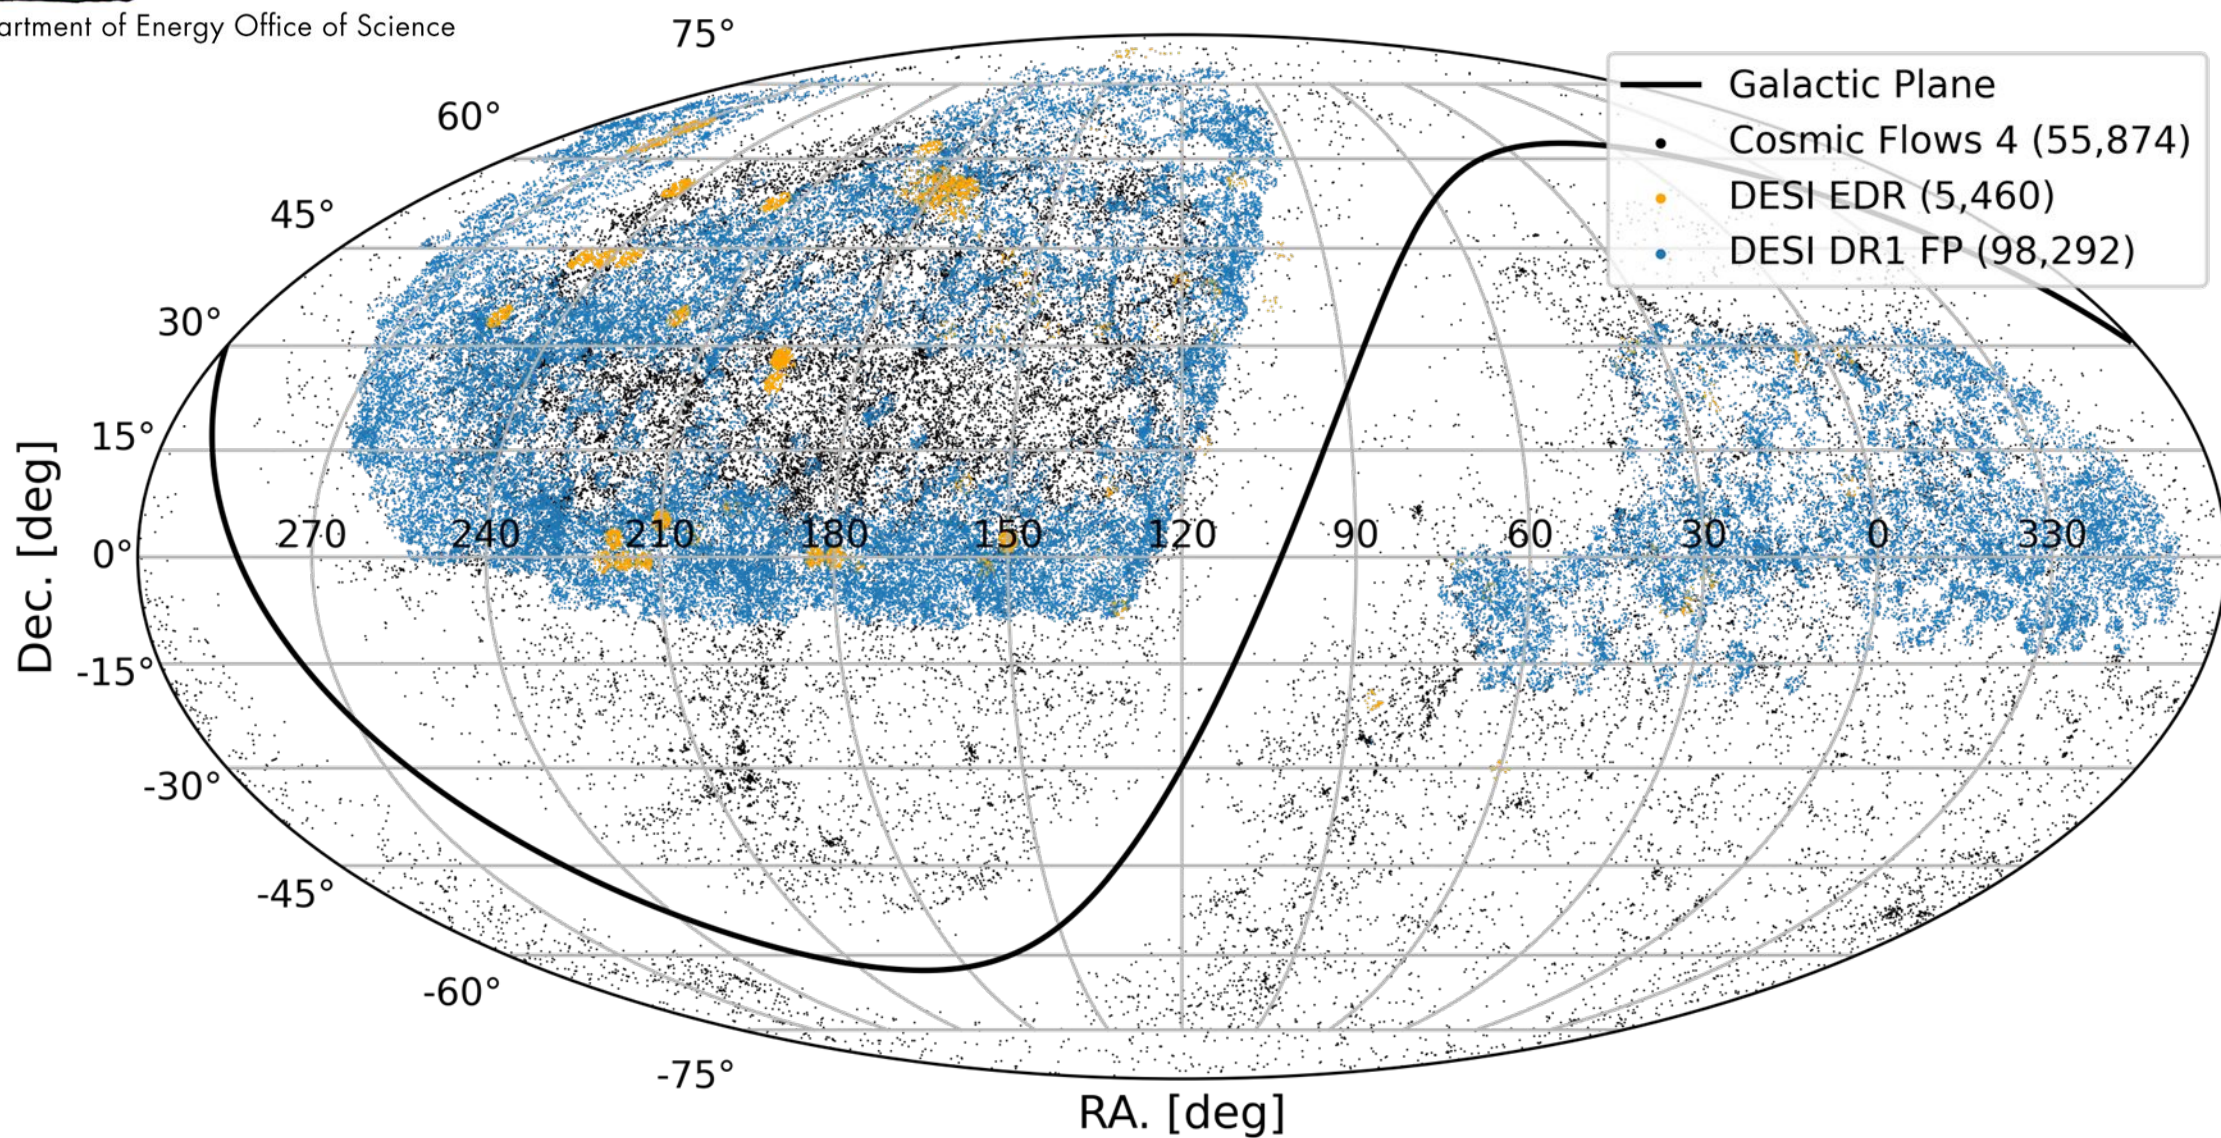 artment of Energy Office of Science
75°
60°
45°
30°
15°
0°
-15°
-30°
-45°
-60°
-75°
Dec. [deg]
270 240 210 180 150 120 90 60 30 0 330
RA. [deg]
Galactic Plane
Cosmic Flows 4 (55,874)
DESI EDR (5,460)
DESI DR1 FP (98,292)